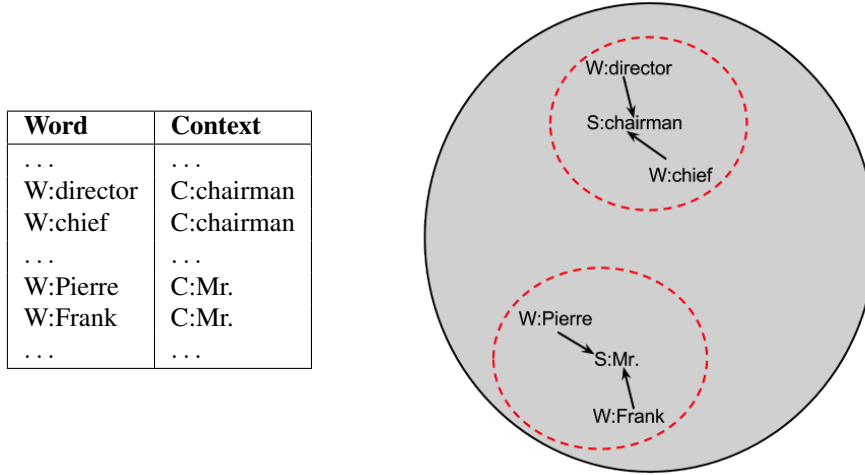 Word Context
. . . . . .
W:director C:chairman
W:chief C:chairman
. . . . . .
W:Pierre C:Mr.
W:Frank C:Mr.
. . . . . .
W:director
S:chairman
W:chief
W:Pierre
S:Mr.
W:Frank